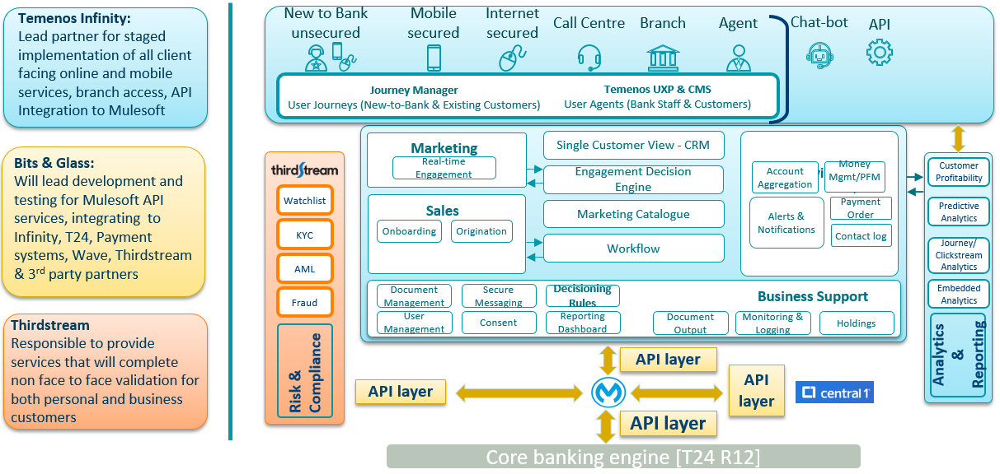 Temenos Infinity:
Lead partner for staged
implementation of all client
facing online and mobile
services, branch access, API
Integration to Mulesoft
Bits & Glass:
Will lead development and
testing for Mulesoft API
services, integrating to
Infinity, T24, Payment
systems, Wave, Thirdstream
& 3rd party partners
Thirdstream
Responsible to provide
services that will complete
non face to face validation for
both personal and business
customers
New to Bank
unsecured
Mobile
secured
Internet
secured
Call Centre
Branch
Agent
Chat-bot
API
Journey Manager
User Journeys (New-to-Bank & Existing Customers)
Temenos UXP & CMS
User Agents (Bank Staff & Customers)
thirdstream
Watchlist
KYC
AML
Fraud
Risk &
Compliance
Marketing
Real-time
Engagement
Sales
Onboarding
Origination
Single Customer View - CRM
Engagement Decision
Engine
Marketing Catalogue
Workflow
Account
Aggregation
Money
Mgmt/PFM
Alerts &
Notifications
Payment
Order
Contact log
Business Support
Document
Management
Secure
Messaging
Decisioning
Rules
User
Management
Consent
Reporting
Dashboard
Document
Output
Monitoring &
Logging
Holdings
Customer
Profitability
Predictive
Analytics
Journey/
Clickstream
Analytics
Embedded
Analytics
Analytics
&
Reporting
API layer
API layer
API
layer
central1
API layer
Core banking engine [T24 R12]